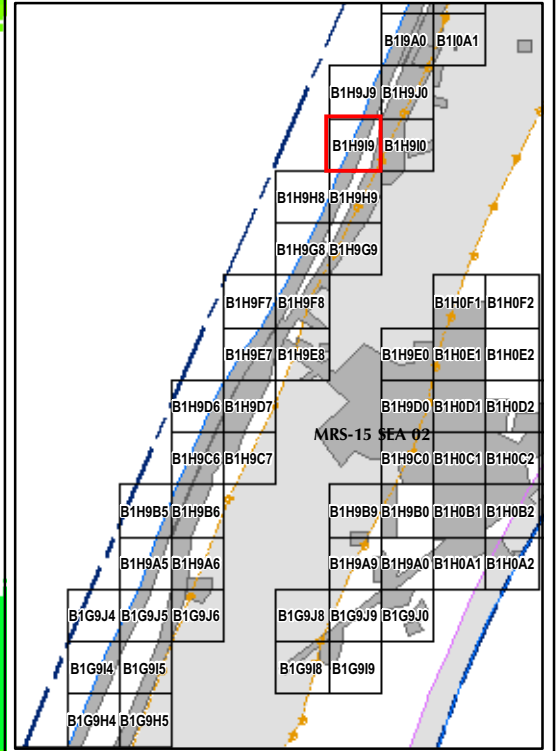 B1I9A0 B1I0A1
B1H9J9 B1H9J0
B1H9I9 B1H9I0
B1H9H8 B1H9H9
B1H9G8 B1H9G9
B1H9F7 B1H9F8 B1H0F1 B1H0F2
B1H9E7 B1H9E8 B1H9E0 B1H0E1 B1H0E2
B1H9D6 B1H9D7 B1H9D0 B1H0D1 B1H0D2
MRS-15 SEA 02
B1H9C6 B1H9C7 B1H9C0 B1H0C1 B1H0C2
B1H9B5 B1H9B6 B1H9B9 B1H9B0 B1H0B1 B1H0B2
B1H9A5 B1H9A6 B1H9A9 B1H9A0 B1H0A1 B1H0A2
B1G9J4 B1G9J5 B1G9J6 B1G9J8 B1G9J9 B1G9J0
B1G9I4 B1G9I5 B1G9I8 B1G9I9
B1G9H4 B1G9H5